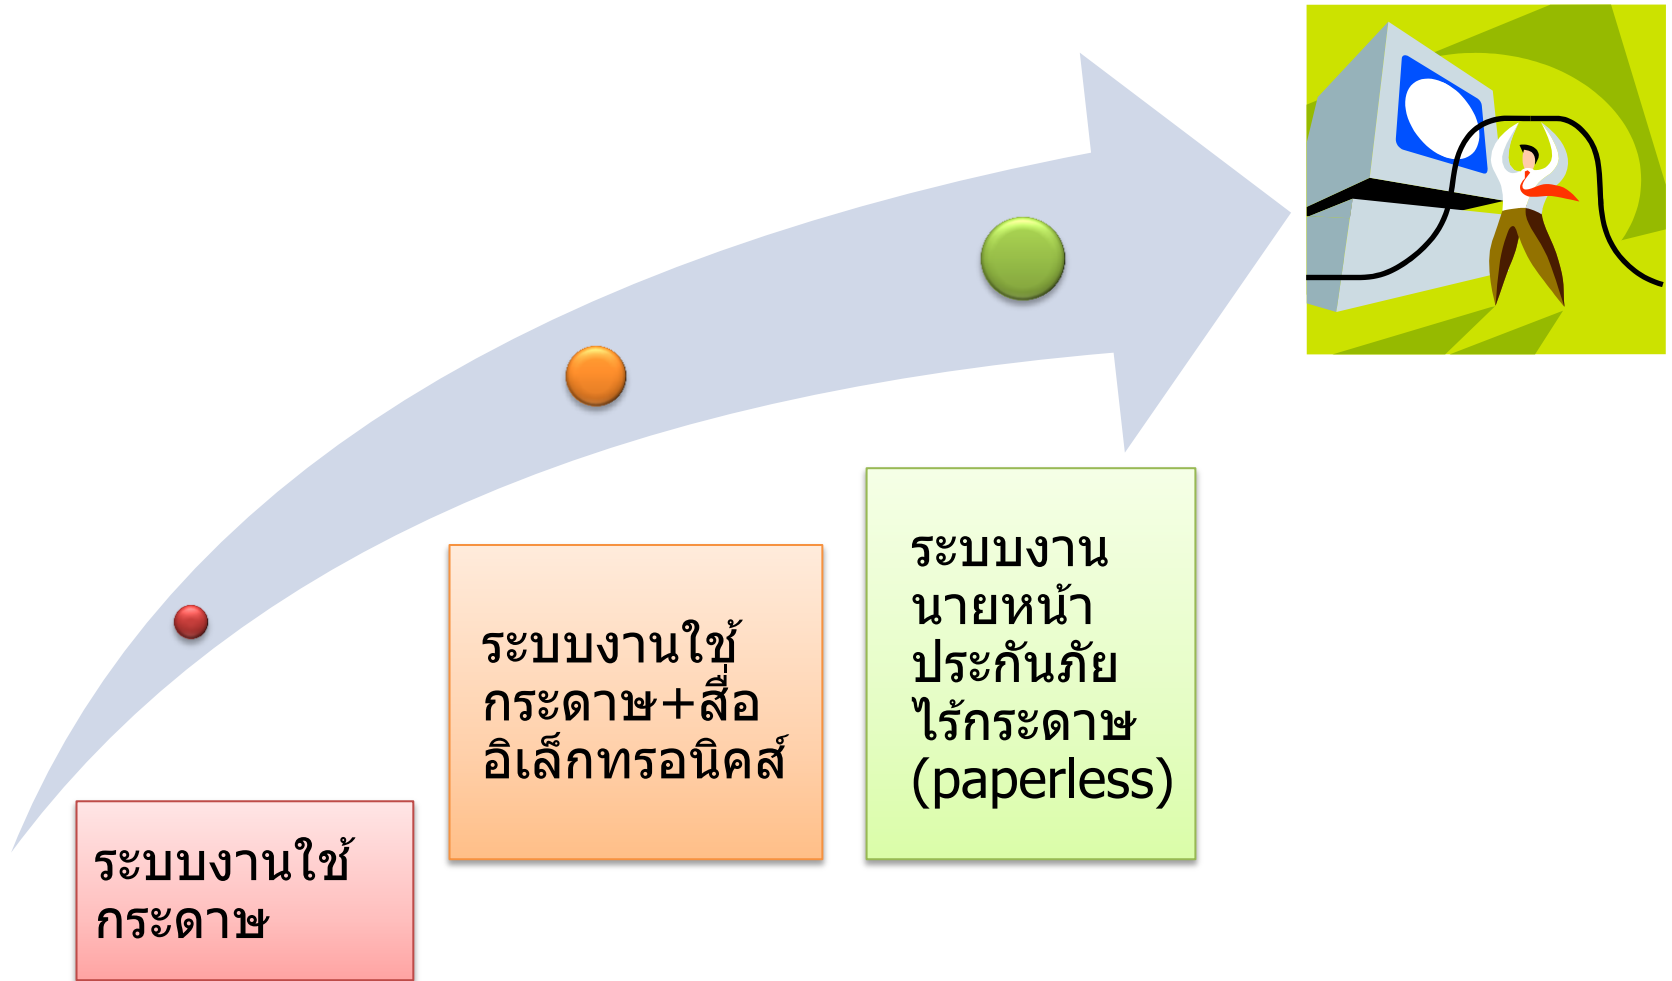 ระบบงานใช้
กระดาษ
ระบบงานใช้
กระดาษ+สื่อ
อิเล็กทรอนิคส์
ระบบงาน
นายหน้า
ประกันภัย
ไร้กระดาษ
(paperless)